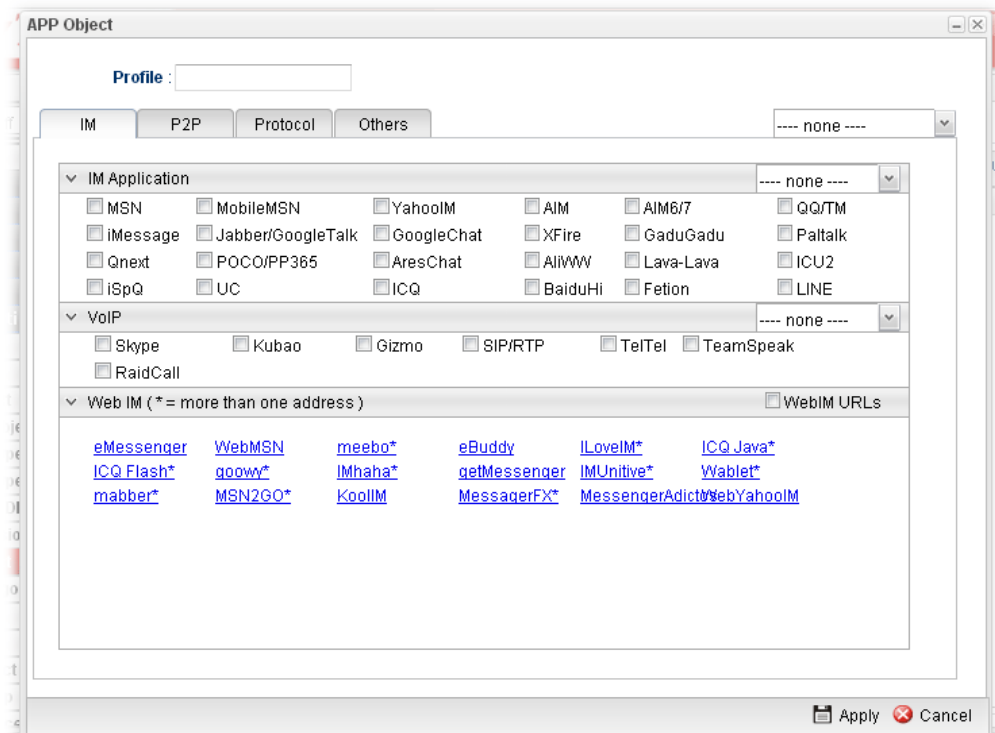 APP Object
Profile :
IM P2P Protocol Others ---- none ----
IM Application ---- none ----
MSN MobileMSN YahooIM AIM AIM6/7 QQ/TM
iMessage Jabber/GoogleTalk GoogleChat XFire GaduGadu Paltalk
Qnext POCO/PP365 AresChat AliWW Lava-Lava ICU2
iSpQ UC ICQ BaiduHi Fetion LINE
VoIP ---- none ----
Skype Kubao Gizmo SIP/RTP TelTel TeamSpeak
RaidCall
Web IM ( * = more than one address ) WebIM URLs
eMessenger WebMSN meebo* eBuddy ILoveIM* ICQ Java*
ICQ Flash* goowy* IMhaha* getMessenger IMUnitive* Wablet*
mabber* MSN2GO* KoolIM MessagerFX* MessengerAdictos WebYahooIM
Apply Cancel